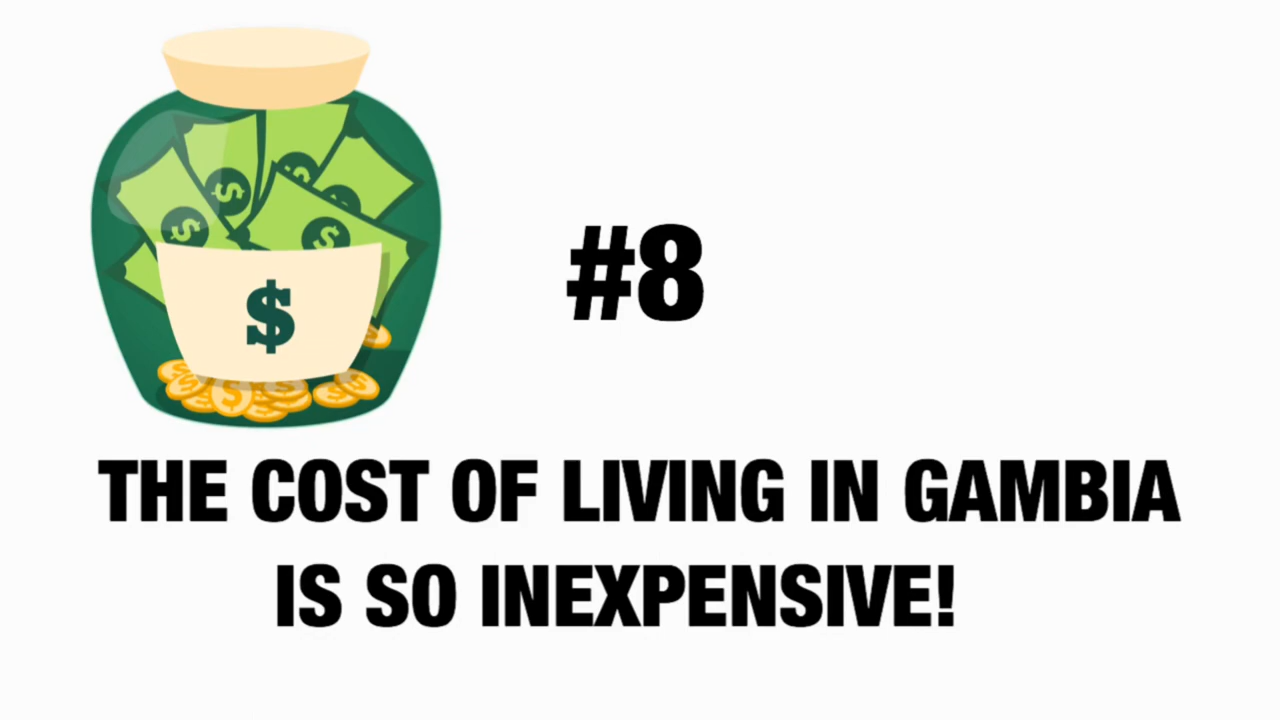 $
#8
THE COST OF LIVING IN GAMBIA
IS SO INEXPENSIVE!